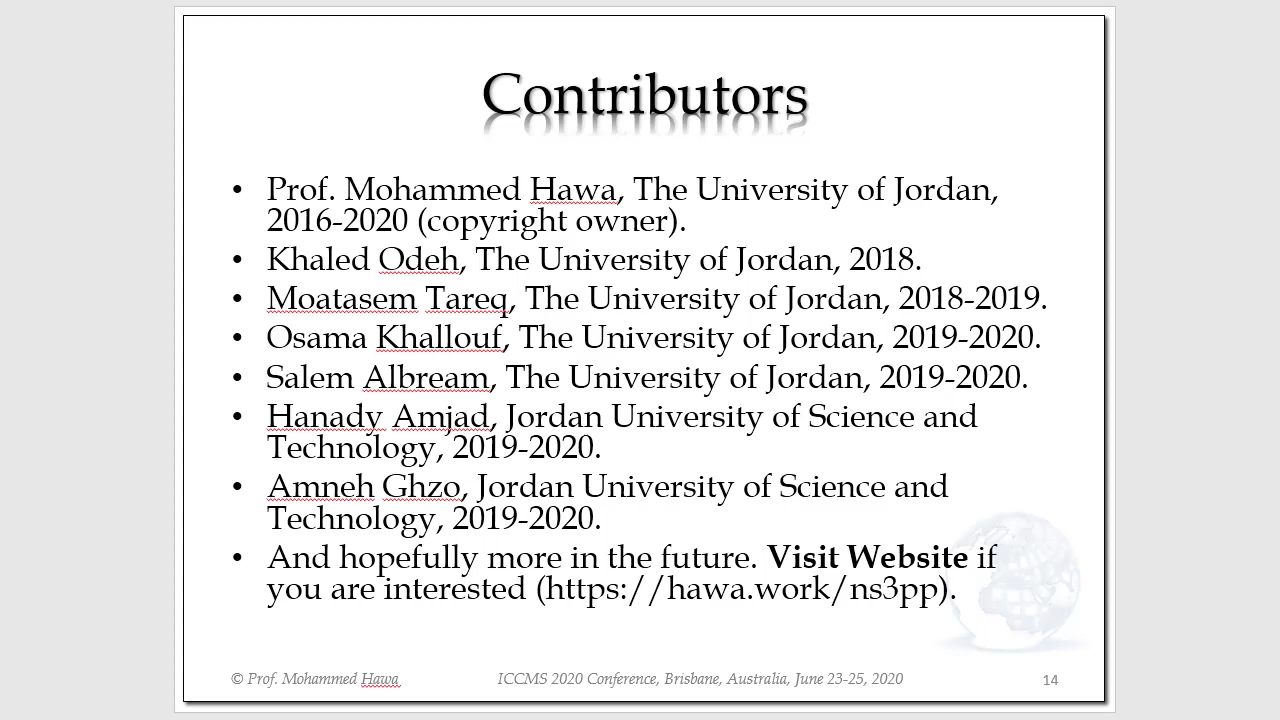 Contributors
• Prof. Mohammed Hawa, The University of Jordan,
2016-2020 (copyright owner).
• Khaled Odeh, The University of Jordan, 2018.
• Moatasem Tareq, The University of Jordan, 2018-2019.
• Osama Khallouf, The University of Jordan, 2019-2020.
• Salem Albream, The University of Jordan, 2019-2020.
• Hanady Amjad, Jordan University of Science and
Technology, 2019-2020.
• Amneh Ghzo, Jordan University of Science and
Technology, 2019-2020.
• And hopefully more in the future. Visit Website if
you are interested (https://hawa.work/ns3pp).
© Prof. Mohammed Hawa ICCMS 2020 Conference, Brisbane, Australia, June 23-25, 2020 14